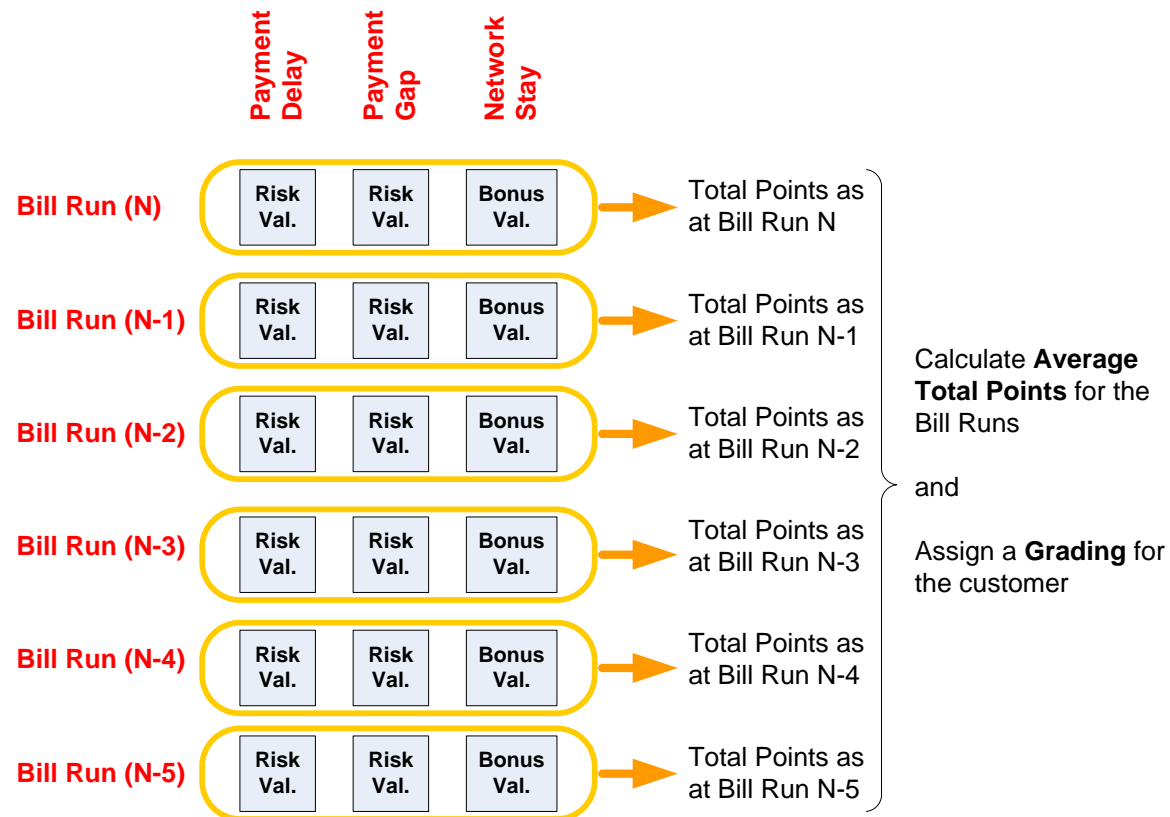 Payment
Delay
Payment
Gap
Network
Stay
Bill Run (N)
Risk
Val.
Risk
Val.
Bonus
Val.
Total Points as
at Bill Run N
Bill Run (N-1)
Risk
Val.
Risk
Val.
Bonus
Val.
Total Points as
at Bill Run N-1
Bill Run (N-2)
Risk
Val.
Risk
Val.
Bonus
Val.
Total Points as
at Bill Run N-2
Bill Run (N-3)
Risk
Val.
Risk
Val.
Bonus
Val.
Total Points as
at Bill Run N-3
Bill Run (N-4)
Risk
Val.
Risk
Val.
Bonus
Val.
Total Points as
at Bill Run N-4
Bill Run (N-5)
Risk
Val.
Risk
Val.
Bonus
Val.
Total Points as
at Bill Run N-5
Calculate Average
Total Points for the
Bill Runs
and
Assign a Grading for
the customer